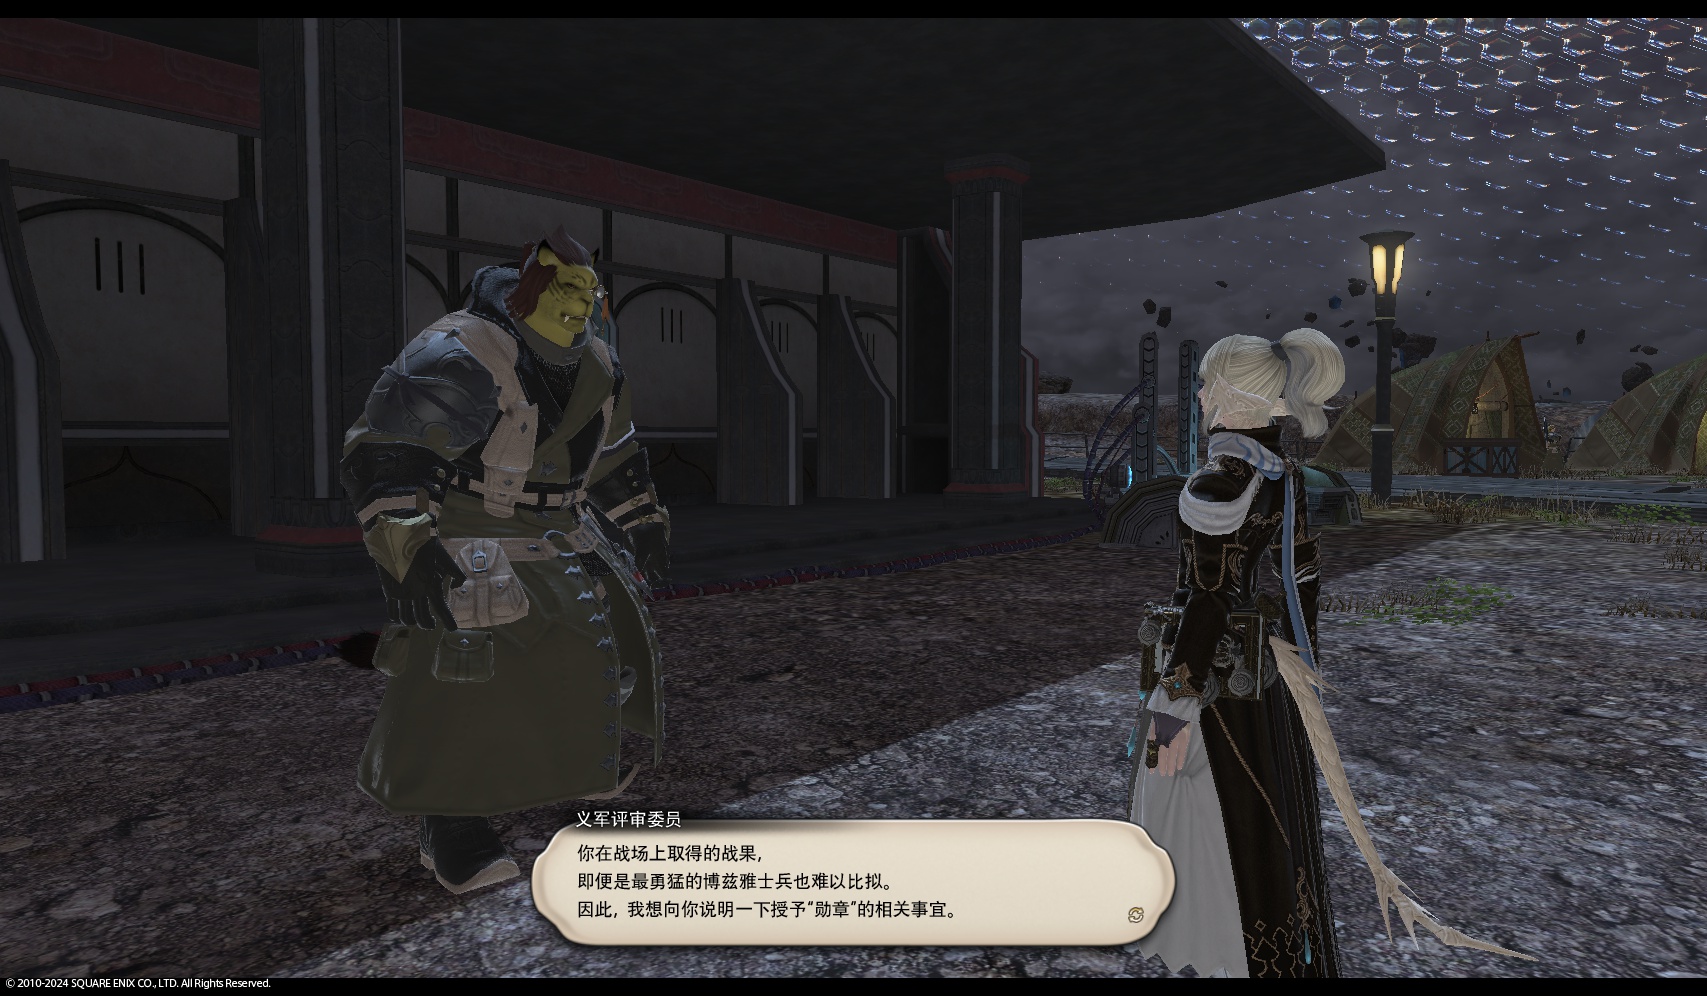 义军评审委员
你在战场上取得的战果，
即便是最勇猛的博兹雅士兵也难以比拟。
因此，我想向你说明一下授予“勋章”的相关事宜。
© 2010-2024 SQUARE ENIX CO., LTD. All Rights Reserved.